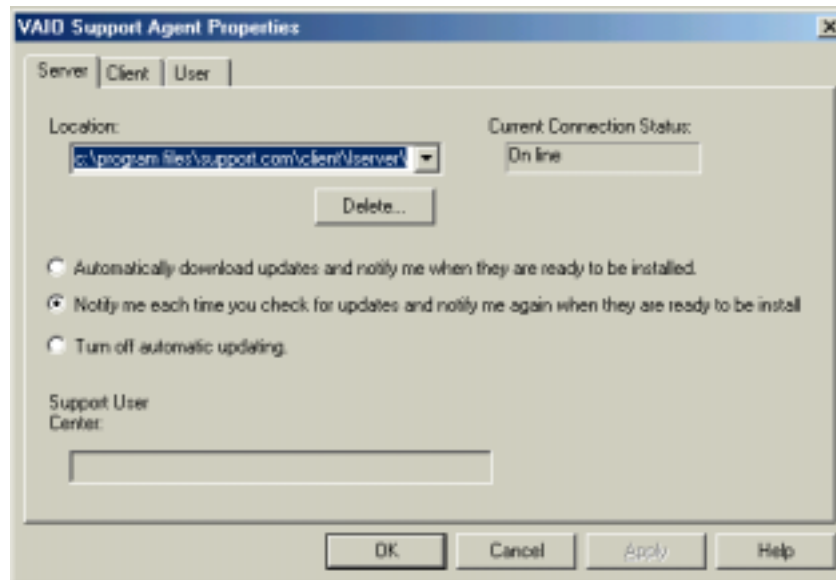 VAIO Support Agent Properties
Server Client User
Location: Current Connection Status:
c:\program files\support.com\client\lserver\ On line
Delete...
Automatically download updates and notify me when they are ready to be installed.
Notify me each time you check for updates and notify me again when they are ready to be install
Turn off automatic updating.
Support User
Center:
OK Cancel Apply Help